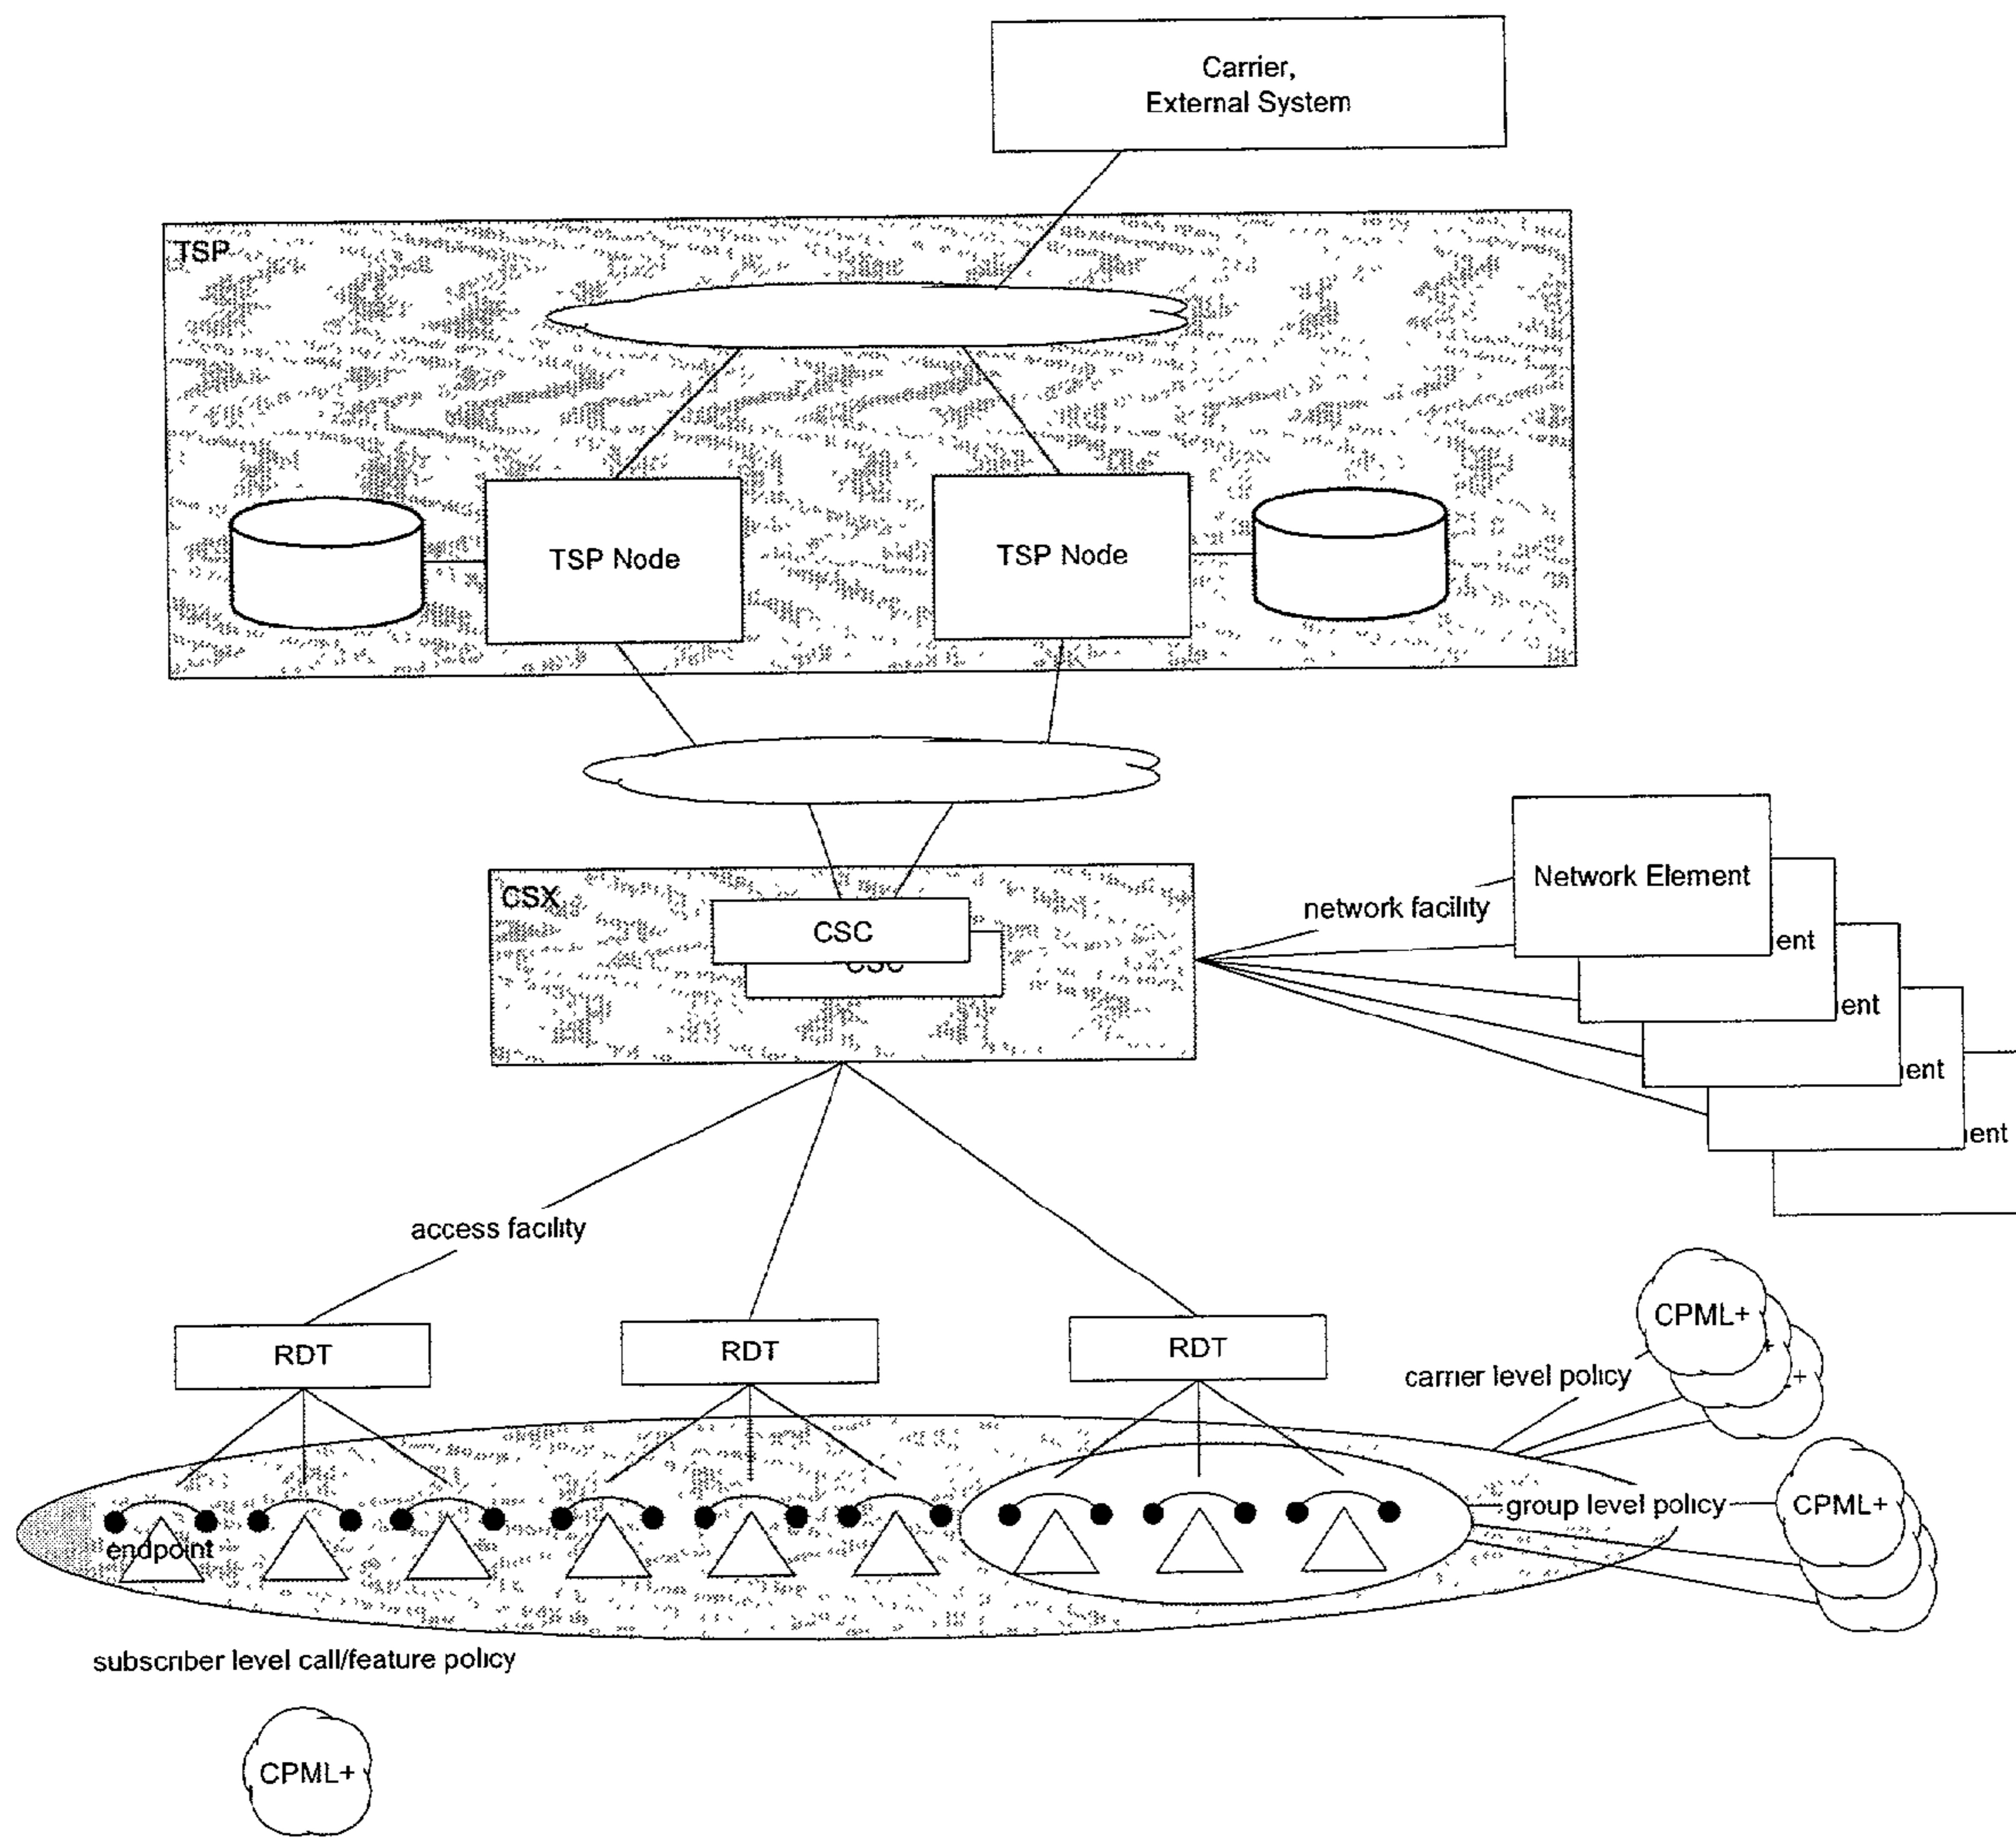 Carrier,
External System
TSP
TSP Node
TSP Node
CSX
CSC
CSC
Network Element
network facility
ent
ent
ent
ent
access facility
RDT
RDT
RDT
CPML+
+
+
carrier level policy
group level policy
CPML+
endpoint
subscriber level call/feature policy
CPML+